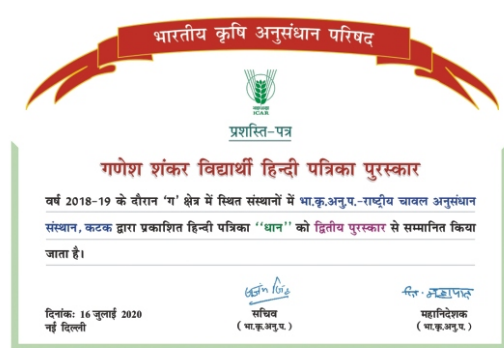 भारतीय कृषि अनुसंधान परिषद
ICAR
प्रशस्ति-पत्र
गणेश शंकर विद्यार्थी हिन्दी पत्रिका पुरस्कार
वर्ष 2018-19 के दौरान ‘ग’ क्षेत्र में स्थित संस्थानों में भा.कृ.अनु.प.-राष्ट्रीय चावल अनुसंधान
संस्थान, कटक द्वारा प्रकाशित हिन्दी पत्रिका ‘‘धान’’ को द्वितीय पुरस्कार से सम्मानित किया
जाता है।
दिनांक: 16 जुलाई 2020
नई दिल्ली
सचिव
( भा.कृ.अनु.प. )
महानिदेशक
( भा.कृ.अनु.प. )